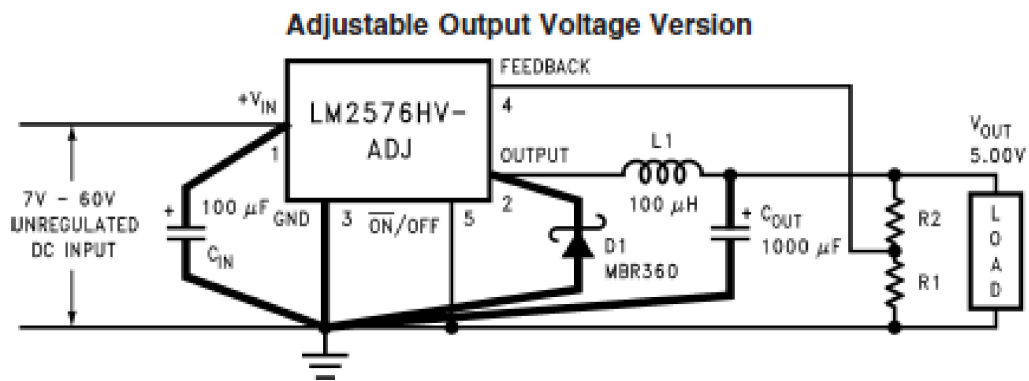 Adjustable Output Voltage Version
FEEDBACK
+VIN
LM2576HV-
ADJ
4
1
OUTPUT
L1
VOUT
5.00V
7V - 60V
UNREGULATED
DC INPUT
+
100 μF
CIN
GND
3
ON/OFF
5
2
100 μH
D1
MBR360
+
COUT
1000 μF
R2
R1
LOAD